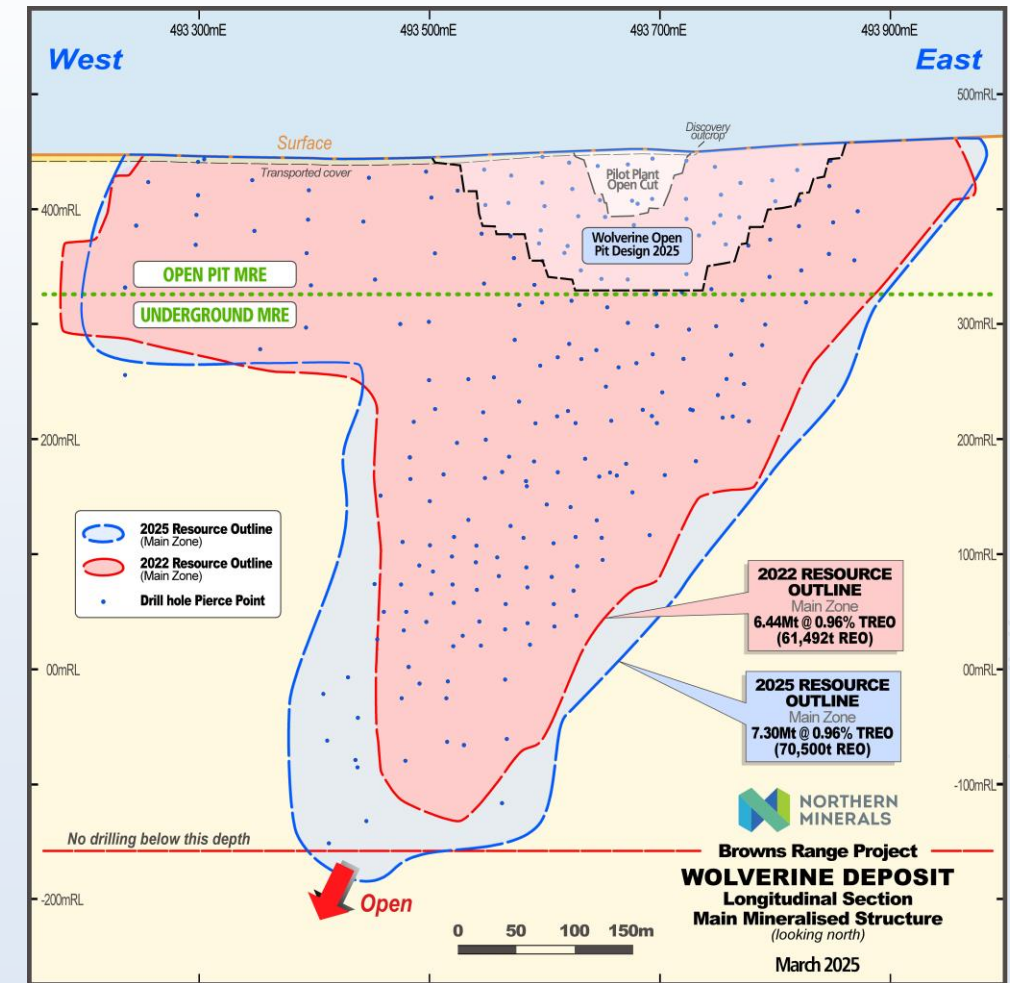 493 300mE
493 500mE
493 700mE
493 900mE
West
East
500mRL
Surface
Discovery
outcrop
Transported cover
Pilot Plant
Open Cut
400mRL
Wolverine Open
Pit Design 2025
OPEN PIT MRE
UNDERGROUND MRE
300mRL
200mRL
200mRL
2025 Resource Outline
(Main Zone)
2022 Resource Outline
(Main Zone)
Drill hole Pierce Point
100mRL
2022 RESOURCE
OUTLINE
Main Zone
6.44Mt @ 0.96% TREO
(61,492t REO)
00mRL
00mRL
2025 RESOURCE
OUTLINE
Main Zone
7.30Mt @ 0.96% TREO
(70,500t REO)
-100mRL
NORTHERN
MINERALS
No drilling below this depth
Browns Range Project
WOLVERINE DEPOSIT
Longitudinal Section
Main Mineralised Structure
(looking north)
March 2025
-200mRL
Open
0 50 100 150m